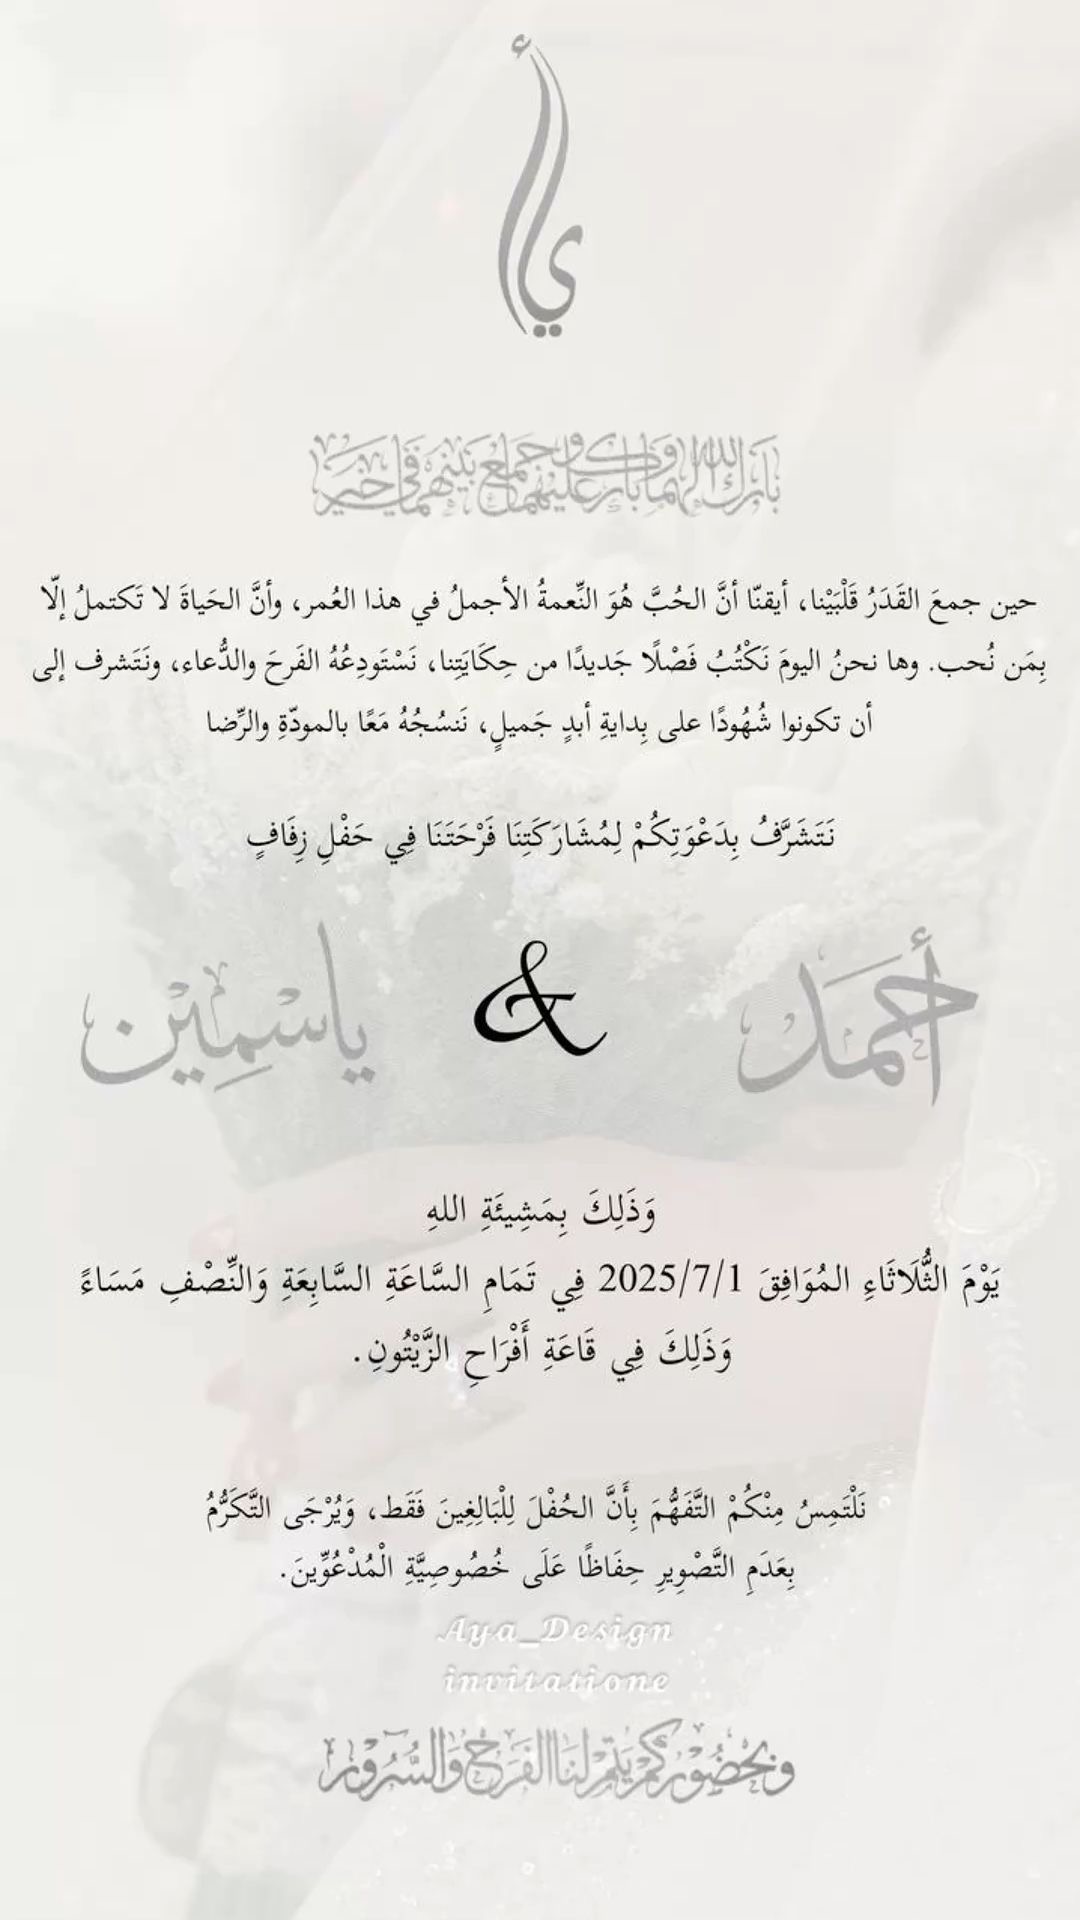 أ ي
بارك الله لهما وبارك عليهما وجمع بينهما في خير
حين جمعَ القَدَرُ قَلْبَيْنا، أيقنّا أنَّ الحُبَّ هُوَ النِّعمةُ الأجملُ في هذا العُمر، وأنَّ الحَياةَ لا تَكتملُ إلّا
بِمَن نُحب. وها نحنُ اليومَ نَكْتُبُ فَصْلًا جَديدًا من حِكَايَتِنا، نَسْتَودِعُهُ الفَرحَ والدُّعاء، ونَتَشرف إلى
أن تكونوا شُهُودًا على بِدايةِ أبدٍ جَميلٍ، نَنسُجُهُ مَعًا بالمودّةِ والرِّضا
نَتَشَرَّفُ بِدَعْوَتِكُمْ لِمُشَارَكَتِنَا فَرْحَتَنَا فِي حَفْلِ زِفَافٍ
أحمد & ياسمين
وَذَلِكَ بِمَشِيئَةِ اللهِ
يَوْمَ الثُّلَاثَاءِ المُوَافِقَ 2025/7/1 فِي تَمَامِ السَّاعَةِ السَّابِعَةِ وَالنِّصْفِ مَسَاءً
وَذَلِكَ فِي قَاعَةِ أَفْرَاحِ الزَّيْتُونِ.
نَلْتَمِسُ مِنْكُمْ التَّفَهُّمَ بِأَنَّ الحُفْلَ لِلْبَالِغِينَ فَقَط، وَيُرْجَى التَّكَرُّمُ
بِعَدَمِ التَّصْوِيرِ حِفَاظًا عَلَى خُصُوصِيَّةِ الْمُدْعُوِّينَ.
Aya_Design
invitatione
وبحضوركم يتم لنا الفرح والسرور